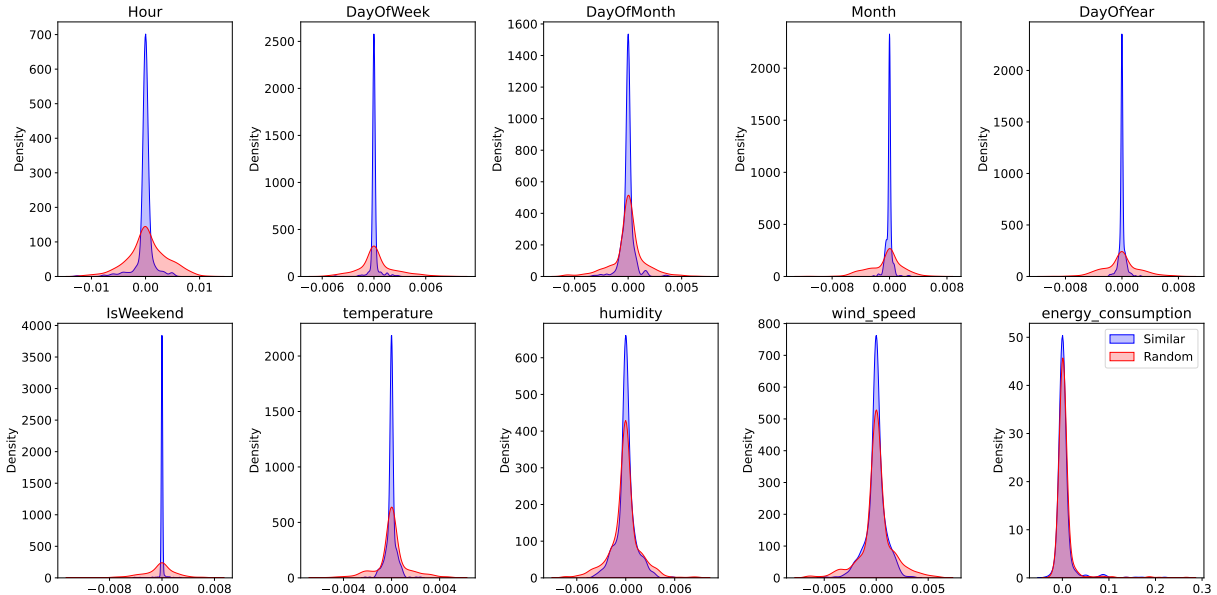 Hour
DayOfWeek
DayOfMonth
Month
DayOfYear
Density
700
600
500
400
300
200
100
0
−0.01 0.00 0.01
Density
2500
2000
1500
1000
500
0
−0.006 0.000 0.006
Density
1600
1400
1200
1000
800
600
400
200
0
−0.005 0.000 0.005
Density
2000
1500
1000
500
0
−0.008 0.000 0.008
Density
2000
1500
1000
500
0
−0.008 0.000 0.008
IsWeekend
temperature
humidity
wind_speed
energy_consumption
Density
4000
3500
3000
2500
2000
1500
1000
500
0
−0.008 0.000 0.008
Density
2000
1500
1000
500
0
−0.004 0.000 0.004
Density
600
500
400
300
200
100
0
−0.006 0.000 0.006
Density
800
700
600
500
400
300
200
100
0
−0.005 0.000 0.005
Density
50
40
30
20
10
0
0.0 0.1 0.2 0.3
Similar
Random